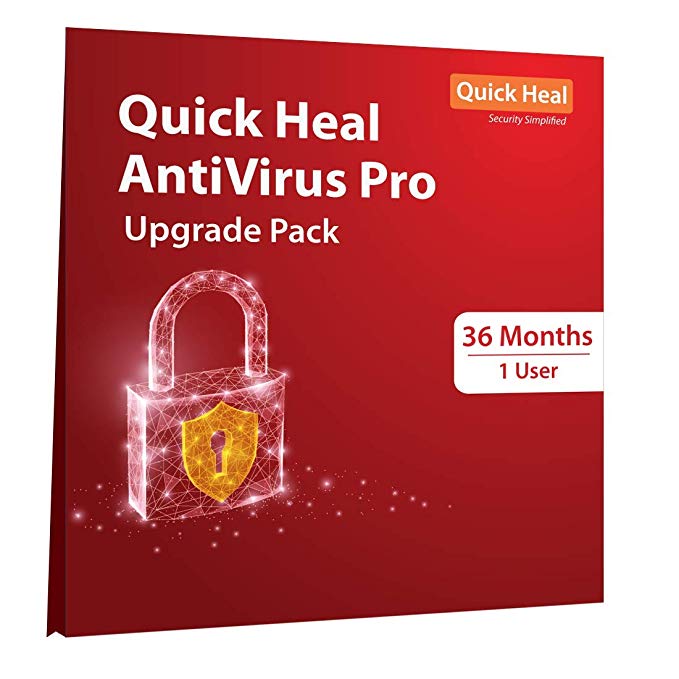 Quick Heal
Security Simplified
Quick Heal
AntiVirus Pro
Upgrade Pack
36 Months
1 User